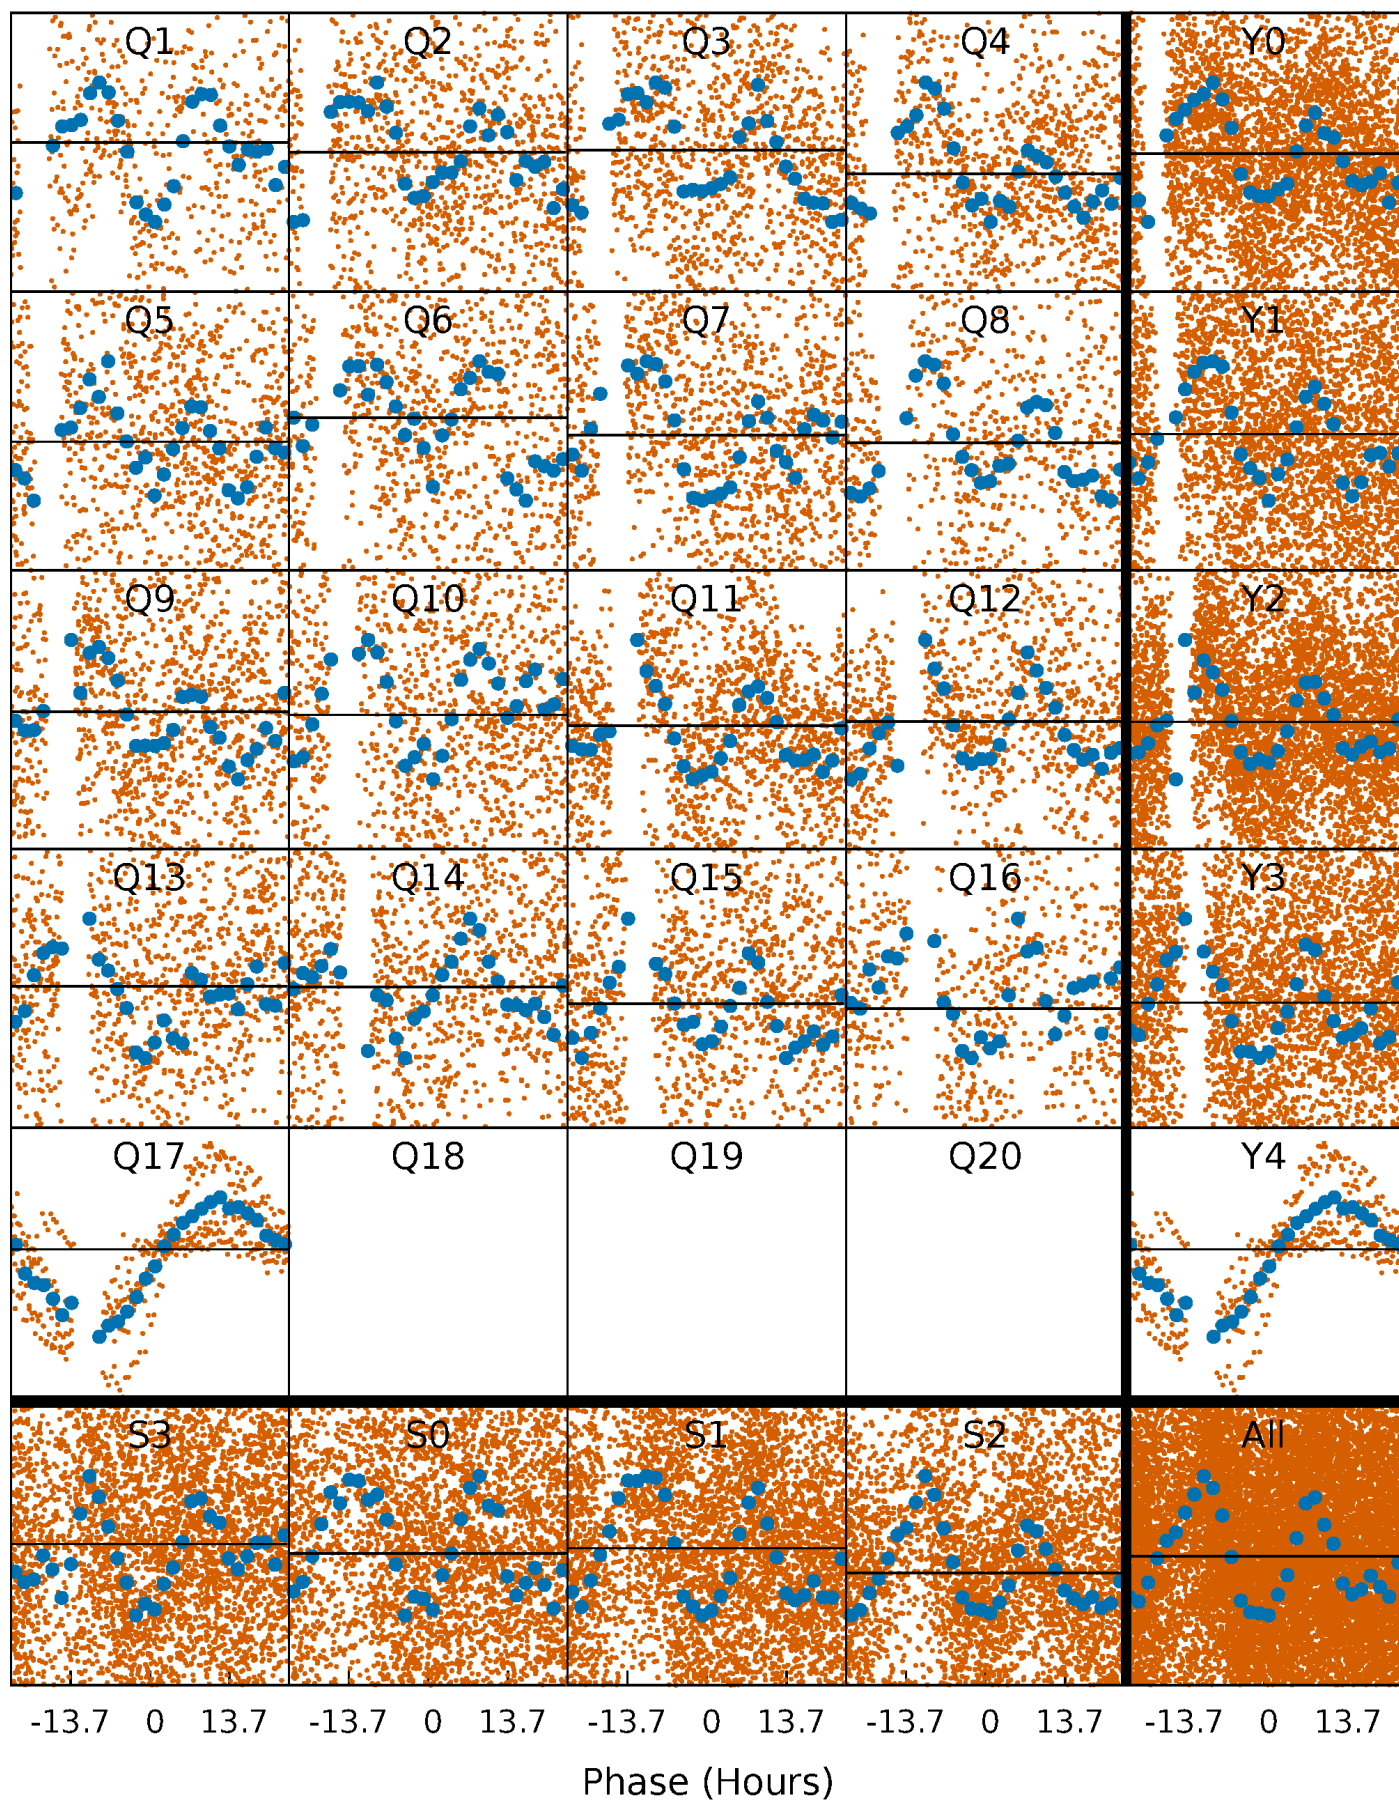 Q1 Q2 Q3 Q4 Y0
Q5 Q6 Q7 Q8 Y1
Q9 Q10 Q11 Q12 Y2
Q13 Q14 Q15 Q16 Y3
Q17 Q18 Q19 Q20 Y4
S3 S0 S1 S2 All
-13.7 0 13.7 -13.7 0 13.7 -13.7 0 13.7 -13.7 0 13.7 -13.7 0 13.7
Phase (Hours)